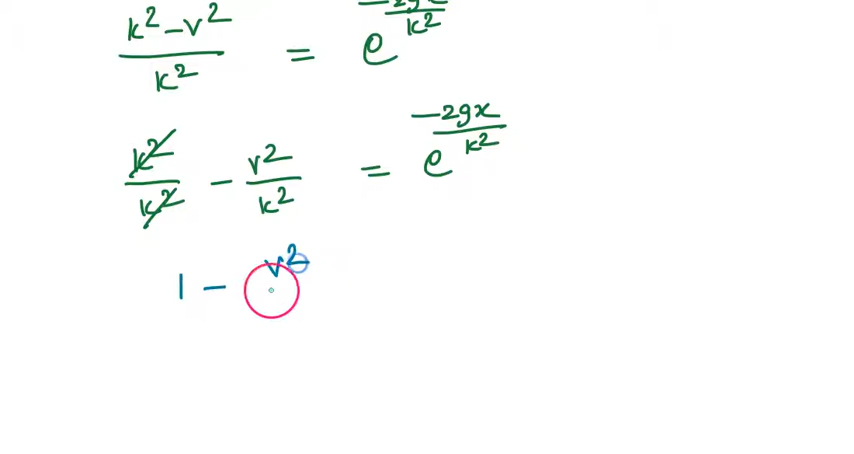 k² - v² / k² = e^(-2gx / k²)
k² / k² - v² / k² = e^(-2gx / k²)
1 - v²